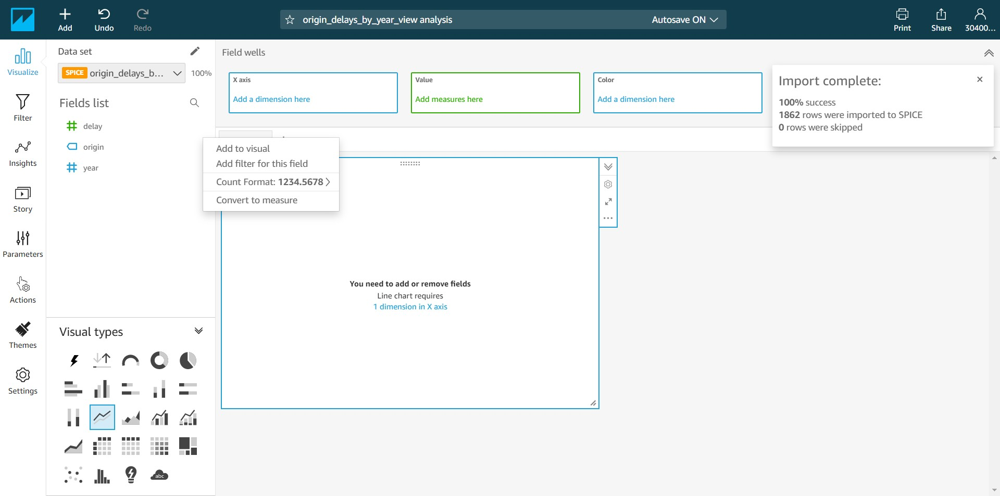 Add
Undo
Redo
origin_delays_by_year_view analysis
Autosave ON
Print
Share
30400...
Visualize
Filter
Insights
Story
Parameters
Actions
Themes
Settings
Data set
SPICE origin_delays_b... 100%
Fields list
delay
origin
year
Visual types
abc
Field wells
X axis
Add a dimension here
Value
Add measures here
Color
Add a dimension here
Import complete:
100% success
1862 rows were imported to SPICE
0 rows were skipped
Add to visual
Add filter for this field
Count Format: 1234.5678
Convert to measure
You need to add or remove fields
Line chart requires
1 dimension in X axis